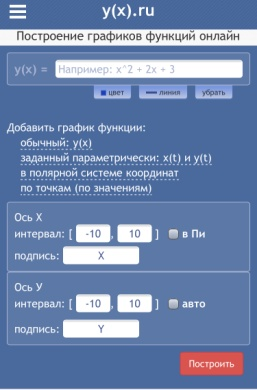 y(x).ru
Построение графиков функций онлайн
y(x) = Например: x^2 + 2x + 3
цвет линия убрать
Добавить график функции:
обычный: y(x)
заданный параметрически: x(t) и y(t)
в полярной системе координат
по точкам (по значениям)
Ось X
интервал: [ -10 , 10 ] в Пи
подпись: X
Ось У
интервал: [ -10 , 10 ] авто
подпись: Y
Построить